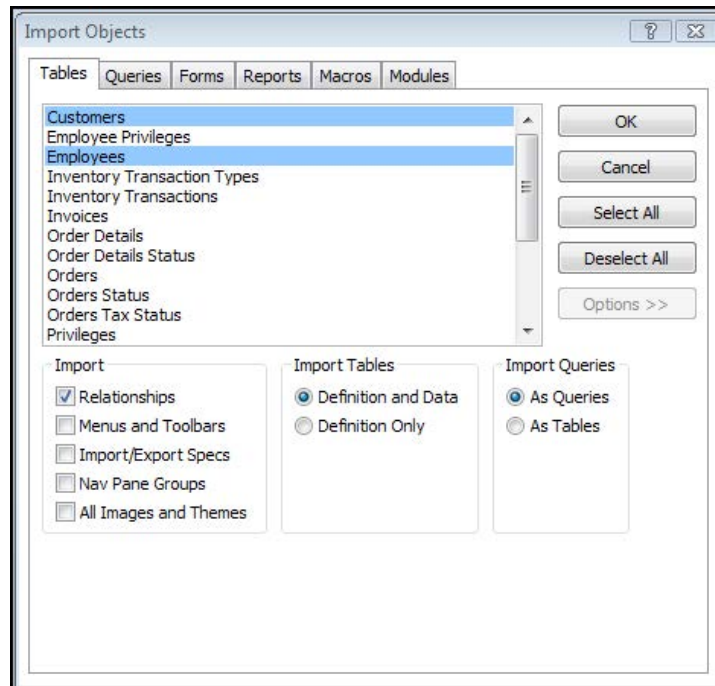 Import Objects
Tables Queries Forms Reports Macros Modules
Customers
Employee Privileges
Employees
Inventory Transaction Types
Inventory Transactions
Invoices
Order Details
Order Details Status
Orders
Orders Status
Orders Tax Status
Privileges
OK
Cancel
Select All
Deselect All
Options >>
Import
Relationships
Menus and Toolbars
Import/Export Specs
Nav Pane Groups
All Images and Themes
Import Tables
Definition and Data
Definition Only
Import Queries
As Queries
As Tables